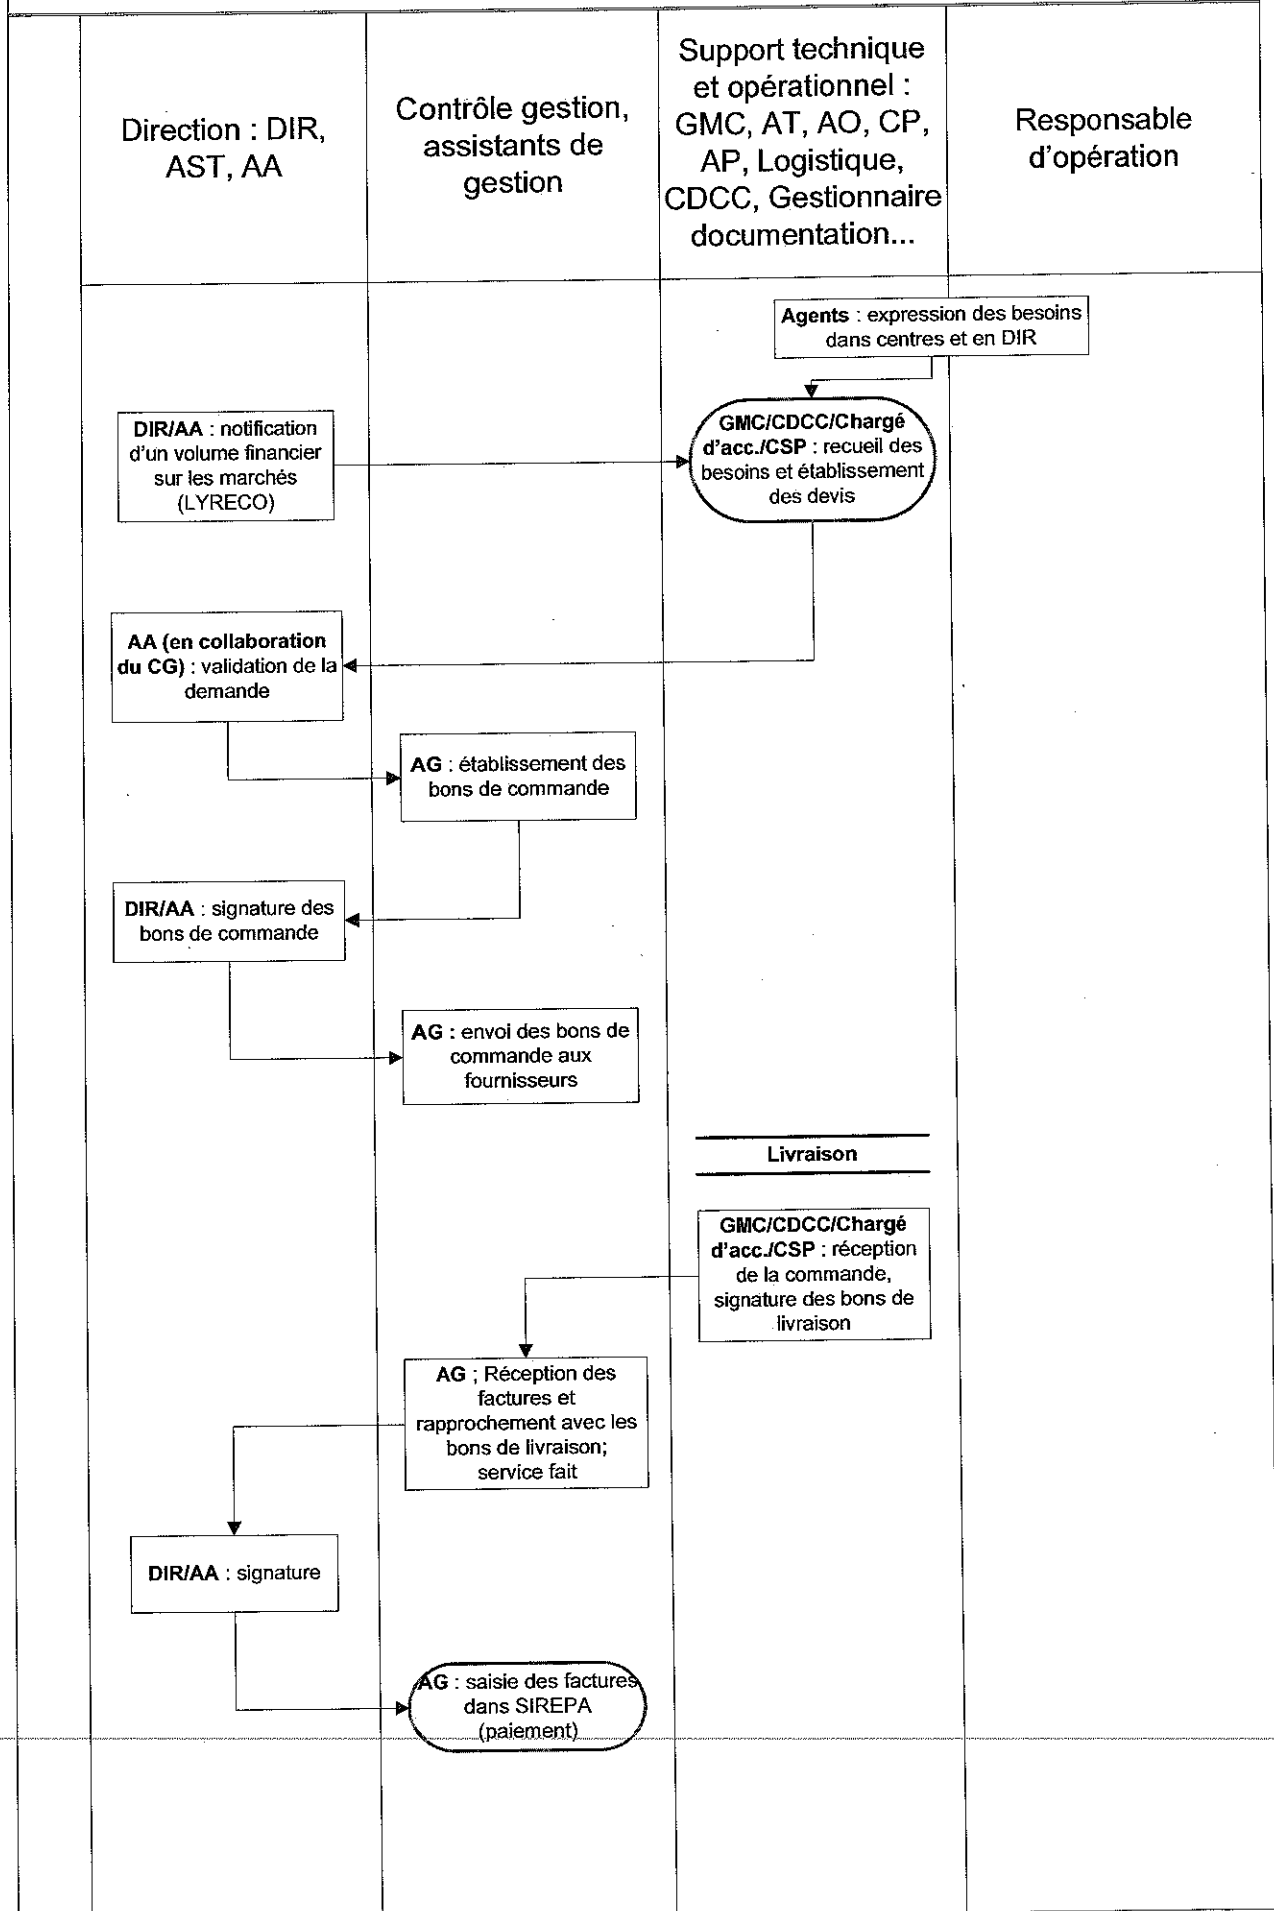 Direction : DIR,
AST, AA
Contrôle gestion,
assistants de
gestion
Support technique
et opérationnel :
GMC, AT, AO, CP,
AP, Logistique,
CDCC, Gestionnaire
documentation...
Responsable
d'opération
Agents : expression des besoins
dans centres et en DIR
DIR/AA : notification
d'un volume financier
sur les marchés
(LYRECO)
GMC/CDCC/Chargé
d'acc./CSP : recueil des
besoins et établissement
des devis
AA (en collaboration
du CG) : validation de la
demande
AG : établissement des
bons de commande
DIR/AA : signature des
bons de commande
AG : envoi des bons de
commande aux
fournisseurs
Livraison
GMC/CDCC/Chargé
d'acc./CSP : réception
de la commande,
signature des bons de
livraison
AG ; Réception des
factures et
rapprochement avec les
bons de livraison;
service fait
DIR/AA : signature
AG : saisie des factures
dans SIREPA
(paiement)